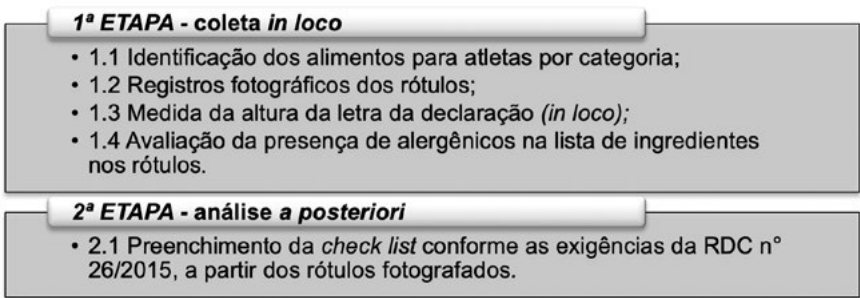 1ª ETAPA - coleta in loco
• 1.1 Identificação dos alimentos para atletas por categoria;
• 1.2 Registros fotográficos dos rótulos;
• 1.3 Medida da altura da letra da declaração (in loco);
• 1.4 Avaliação da presença de alergênicos na lista de ingredientes
nos rótulos.
2ª ETAPA - análise a posteriori
• 2.1 Preenchimento da check list conforme as exigências da RDC n°
26/2015, a partir dos rótulos fotografados.